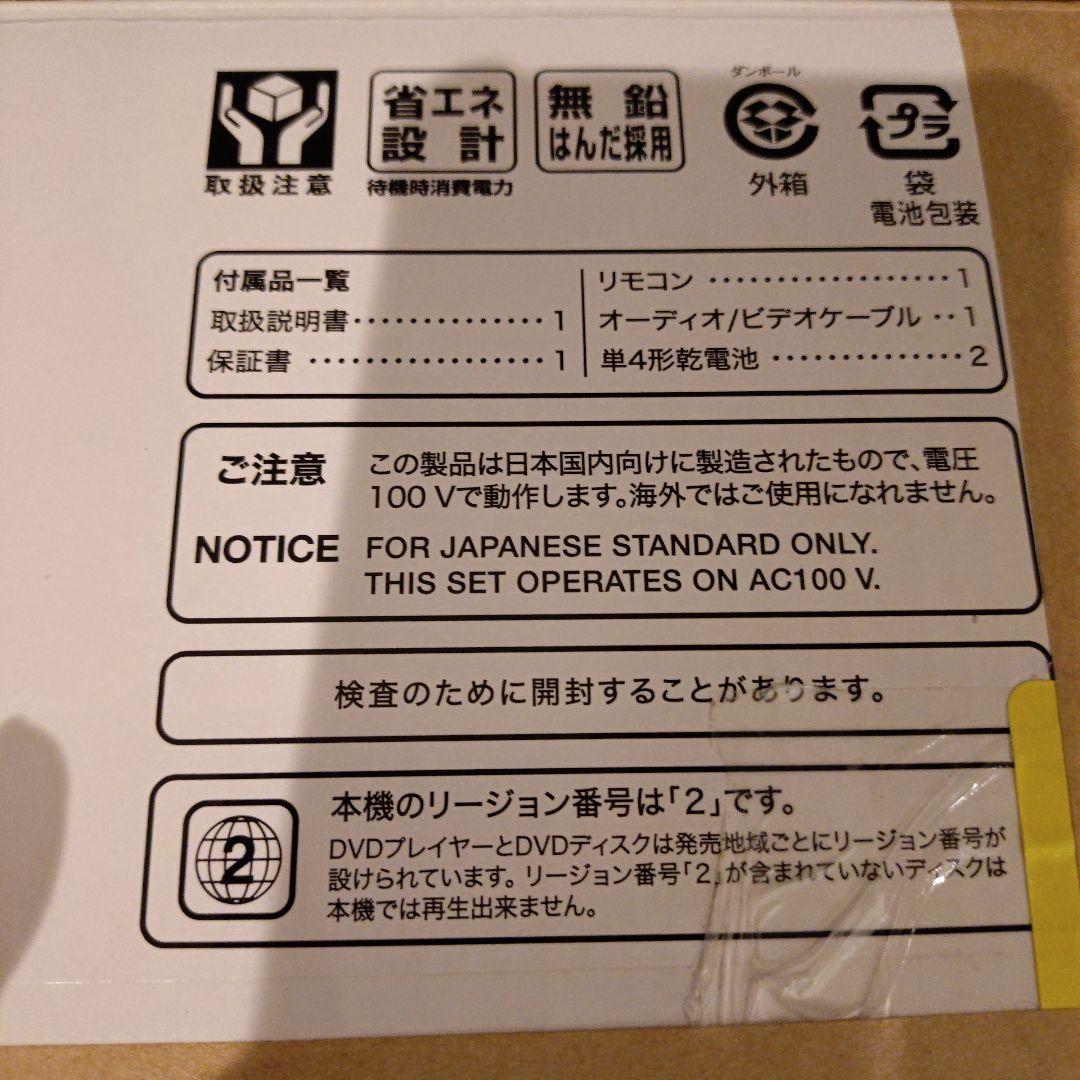 取扱注意
省エネ
設計
待機時消費電力
無鉛
はんだ採用
ダンボール
外箱
プラ
袋
電池包装
付属品一覧
取扱説明書··············1
保証書 ·················1
リモコン ··················1
オーディオ/ビデオケーブル ··1
単4形乾電池 ··············2
ご注意
この製品は日本国内向けに製造されたもので、電圧
100 Vで動作します。海外ではご使用になれません。
NOTICE
FOR JAPANESE STANDARD ONLY.
THIS SET OPERATES ON AC100 V.
検査のために開封することがあります。
2
本機のリージョン番号は「2」です。
DVDプレイヤーとDVDディスクは発売地域ごとにリージョン番号が
設けられています。リージョン番号「2」が含まれていないディスクは
本機では再生出来ません。